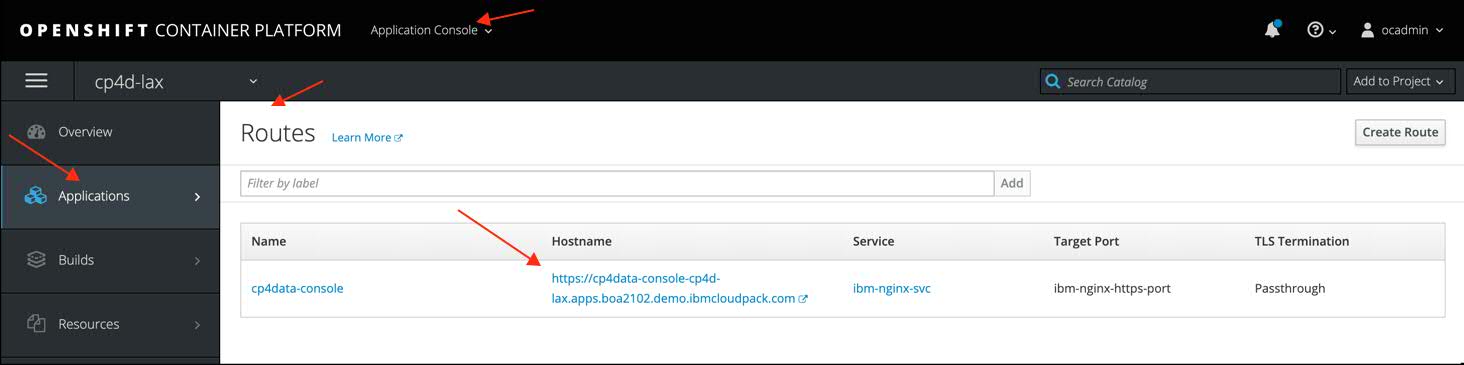 OPENSHIFT CONTAINER PLATFORM Application Console ocadmin
cp4d-lax Search Catalog Add to Project
Overview
Routes Learn More Create Route
Applications
Filter by label Add
Name Hostname Service Target Port TLS Termination
Builds
cp4data-console https://cp4data-console-cp4d- ibm-nginx-svc ibm-nginx-https-port Passthrough
lax.apps.boa2102.demo.ibmcloudpack.com
Resources